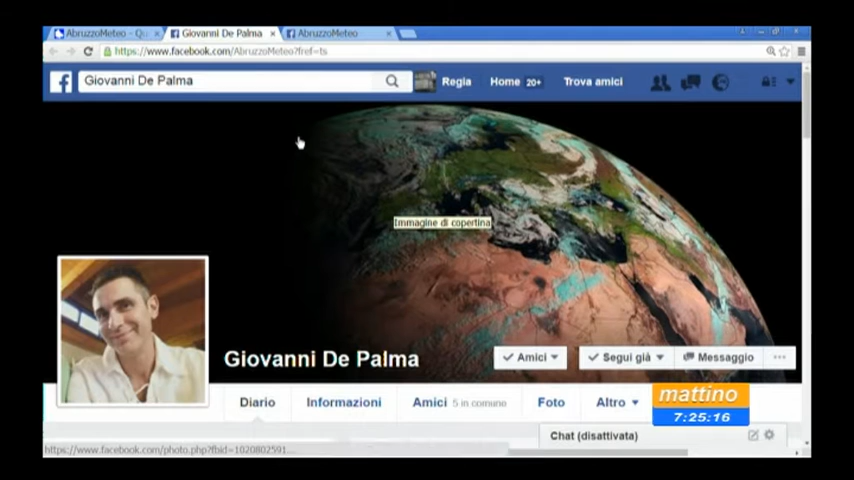 AbruzzoMeteo - Qu
Giovanni De Palma
AbruzzoMeteo
https://www.facebook.com/AbruzzoMeteo?fref=ts
Giovanni De Palma
Regia
Home 20+
Trova amici
Immagine di copertina
Giovanni De Palma
Amici
Segui già
Messaggio
Diario
Informazioni
Amici 5 in comune
Foto
Altro
mattino
7:25:16
Chat (disattivata)
https://www.facebook.com/photo.php?fbid=1020802591...